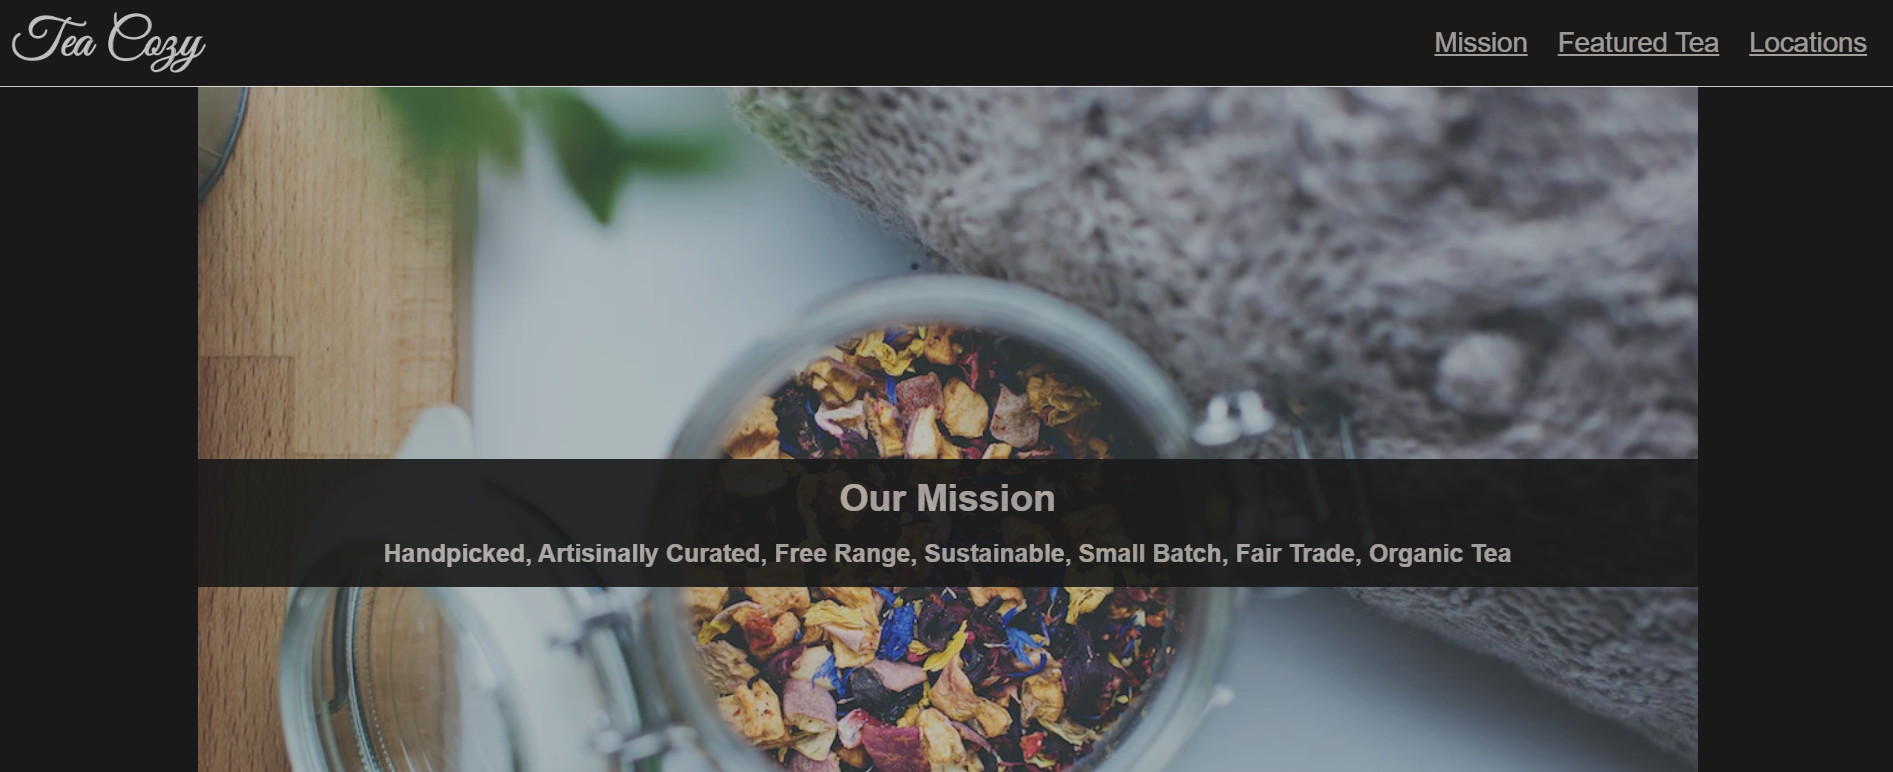 Tea Cozy
Mission Featured Tea Locations
Our Mission
Handpicked, Artisinally Curated, Free Range, Sustainable, Small Batch, Fair Trade, Organic Tea